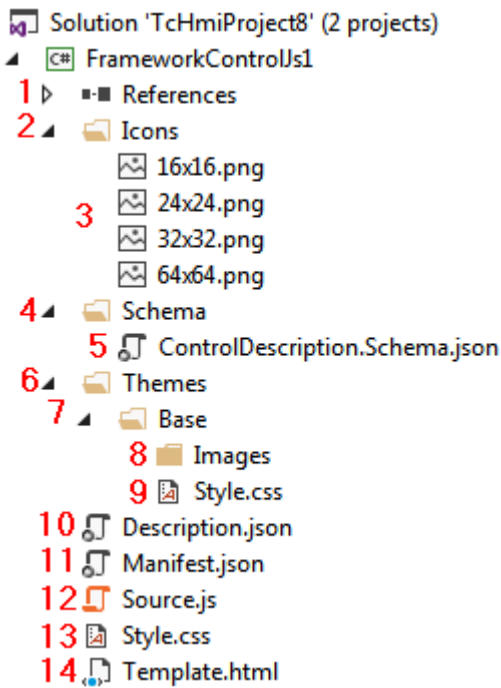 Solution 'TcHmiProject8' (2 projects)
C# FrameworkControlJs1
1 References
2 Icons
16x16.png
24x24.png
3
32x32.png
64x64.png
4 Schema
5 ControlDescription.Schema.json
6 Themes
7 Base
8 Images
9 Style.css
10 Description.json
11 Manifest.json
12 Source.js
13 Style.css
14 Template.html